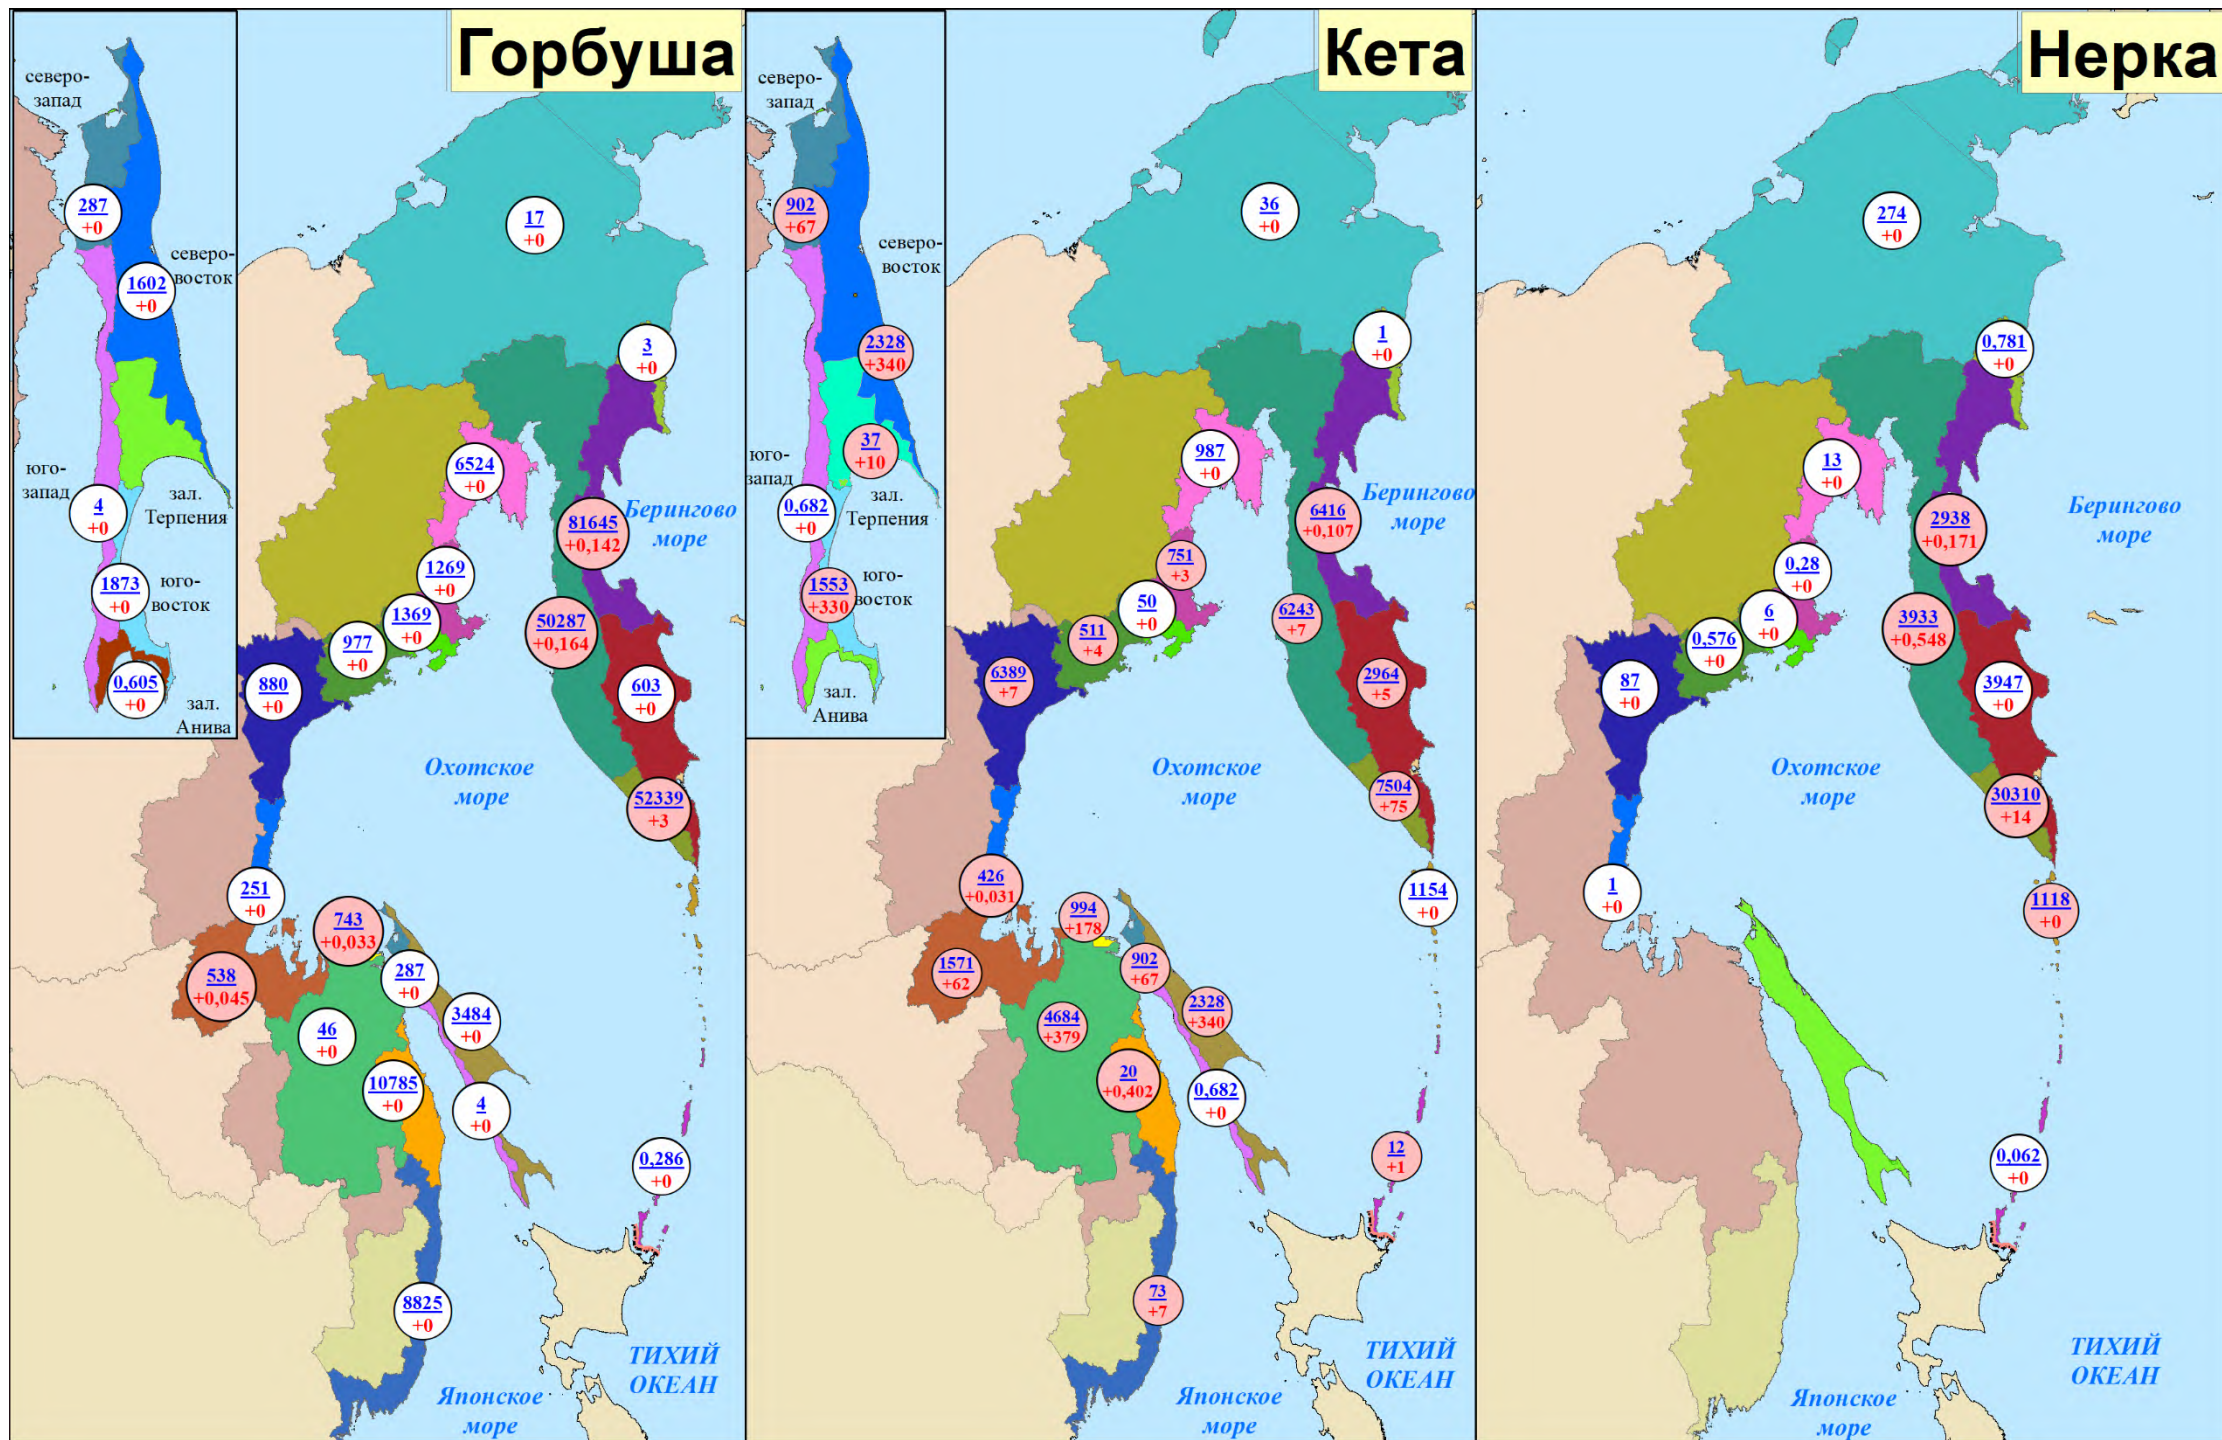 Горбуша
северо-
запад
287
+0
северо-
восток
1602
+0
юго-
запад
4
+0
зал.
Терпения
1873
+0
юго-
восток
0,605
+0
зал.
Анива
17
+0
3
+0
6524
+0
81645
+0,142
Берингово
море
1269
+0
1369
+0
977
+0
50287
+0,164
880
+0
603
+0
Охотское
море
52339
+3
251
+0
743
+0,033
538
+0,045
287
+0
46
+0
3484
+0
10785
+0
4
+0
0,286
+0
8825
+0
ТИХИЙ
ОКЕАН
Японское
море
Кета
северо-
запад
902
+67
северо-
восток
2328
+340
37
+10
юго-
запад
0,682
+0
зал.
Терпения
1553
+330
юго-
восток
зал.
Анива
36
+0
1
+0
987
+0
6416
+0,107
Берингово
море
751
+3
50
+0
511
+4
6243
+7
6389
+7
2964
+5
Охотское
море
7504
+75
426
+0,031
1154
+0
994
+178
1571
+62
902
+67
2328
+340
4684
+379
20
+0,402
0,682
+0
12
+1
73
+7
ТИХИЙ
ОКЕАН
Японское
море
Нерка
274
+0
0,781
+0
13
+0
2938
+0,171
Берингово
море
0,28
+0
6
+0
0,576
+0
3933
+0,548
87
+0
3947
+0
Охотское
море
30310
+14
1
+0
1118
+0
0,062
+0
ТИХИЙ
ОКЕАН
Японское
море